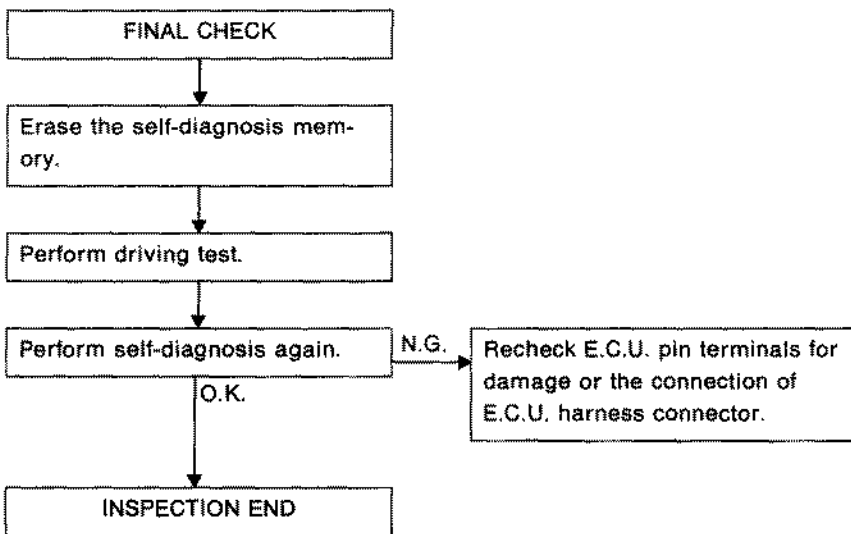 FINAL CHECK
Erase the self-diagnosis mem-
ory.
Perform driving test.
Perform self-diagnosis again.
N.G.
Recheck E.C.U. pin terminals for
damage or the connection of
E.C.U. harness connector.
O.K.
INSPECTION END